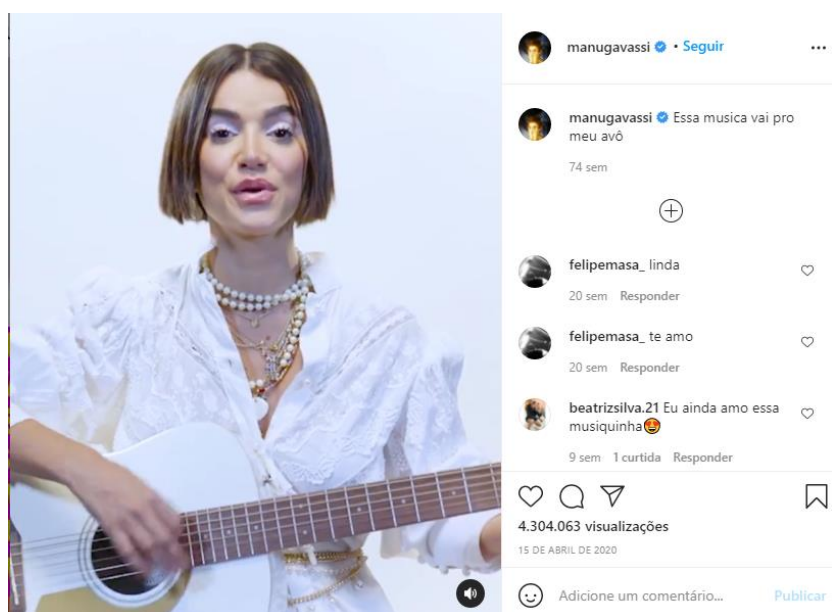 manugavassi • Seguir
manugavassi Essa musica vai pro
meu avô
74 sem
felipemasa_ linda
20 sem Responder
felipemasa_ te amo
20 sem Responder
beatrizsilva.21 Eu ainda amo essa
musiquinha🤩
9 sem 1 curtida Responder
4.304.063 visualizações
15 DE ABRIL DE 2020
Adicione um comentário... Publicar